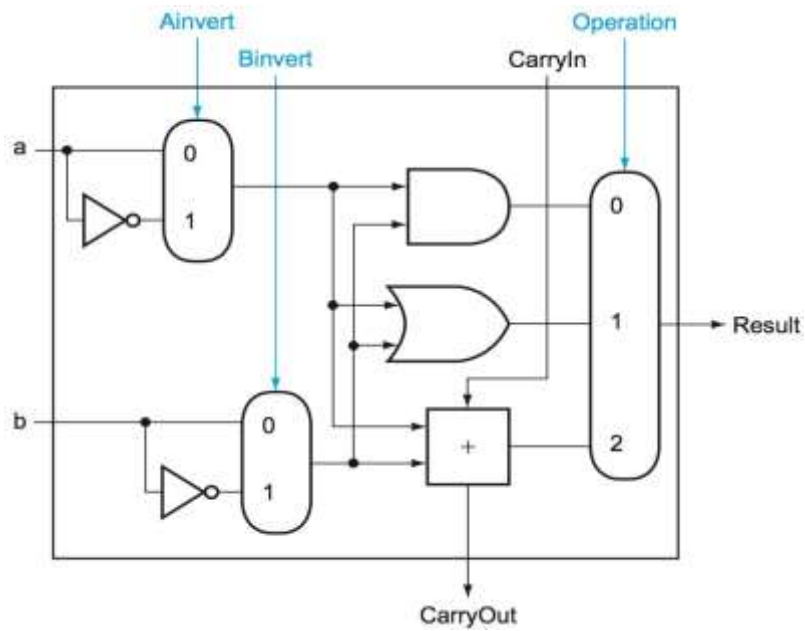 Ainvert
Operation
Binvert
CarryIn
a
0
1
0
1
Result
b
0
1
2
+
CarryOut